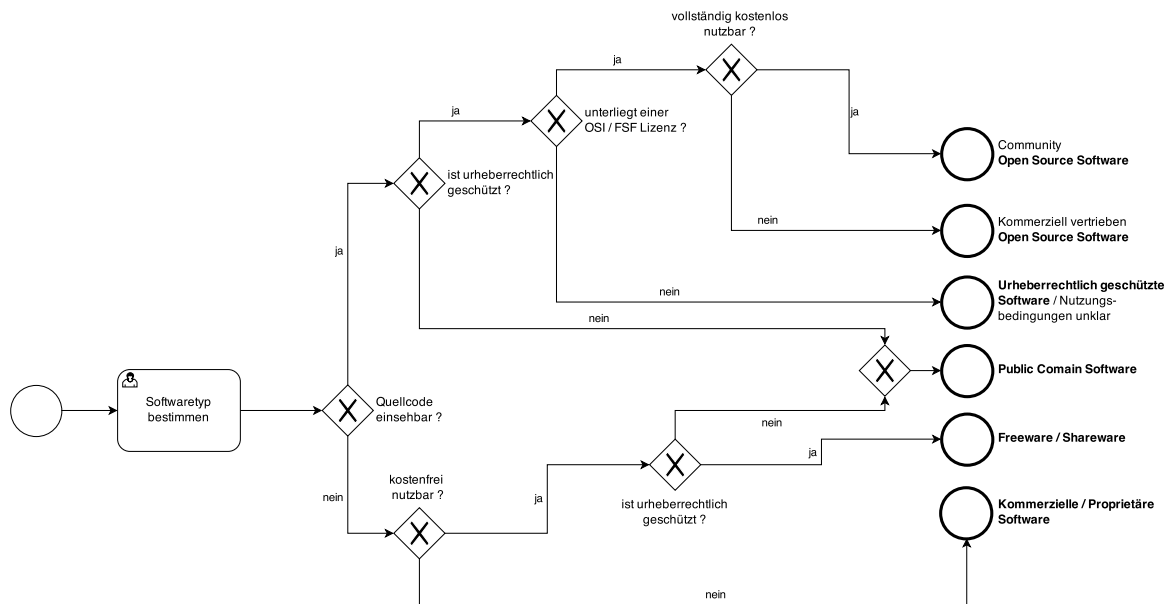 vollständig kostenlos
nutzbar ?
ja
ja
unterliegt einer
OSI / FSF Lizenz ?
ja
Community
Open Source Software
ist urheberrechtlich
geschützt ?
nein
Kommerziell vertrieben
Open Source Software
ja
nein
Urheberrechtlich geschützte
Software / Nutzungs-
bedingungen unklar
nein
Public Comain Software
Softwaretyp
bestimmen
Quellcode
einsehbar ?
nein
Freeware / Shareware
ja
kostenfrei
nutzbar ?
nein
ja
ist urheberrechtlich
geschützt ?
Kommerzielle / Proprietäre
Software
nein